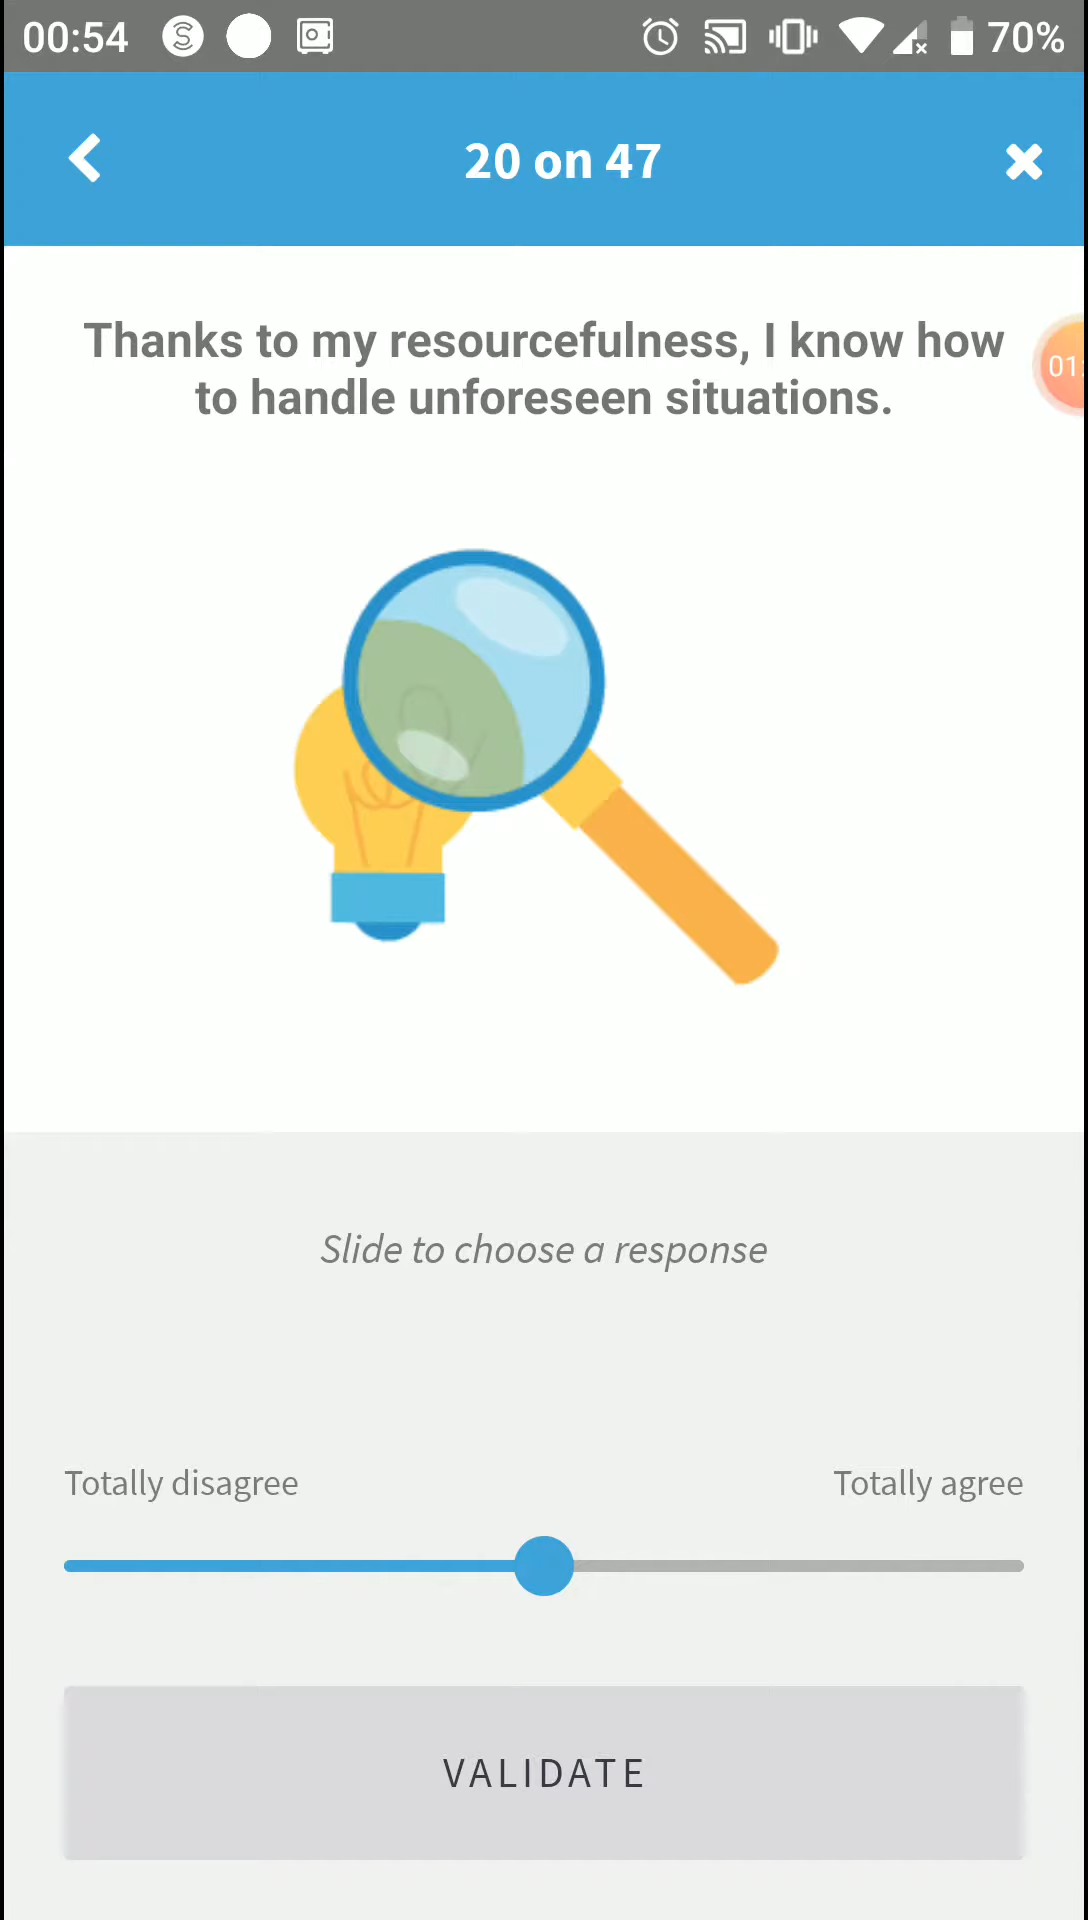 00:54
70%
20 on 47
Thanks to my resourcefulness, I know how
to handle unforeseen situations.
01:
Slide to choose a response
Totally disagree
Totally agree
VALIDATE